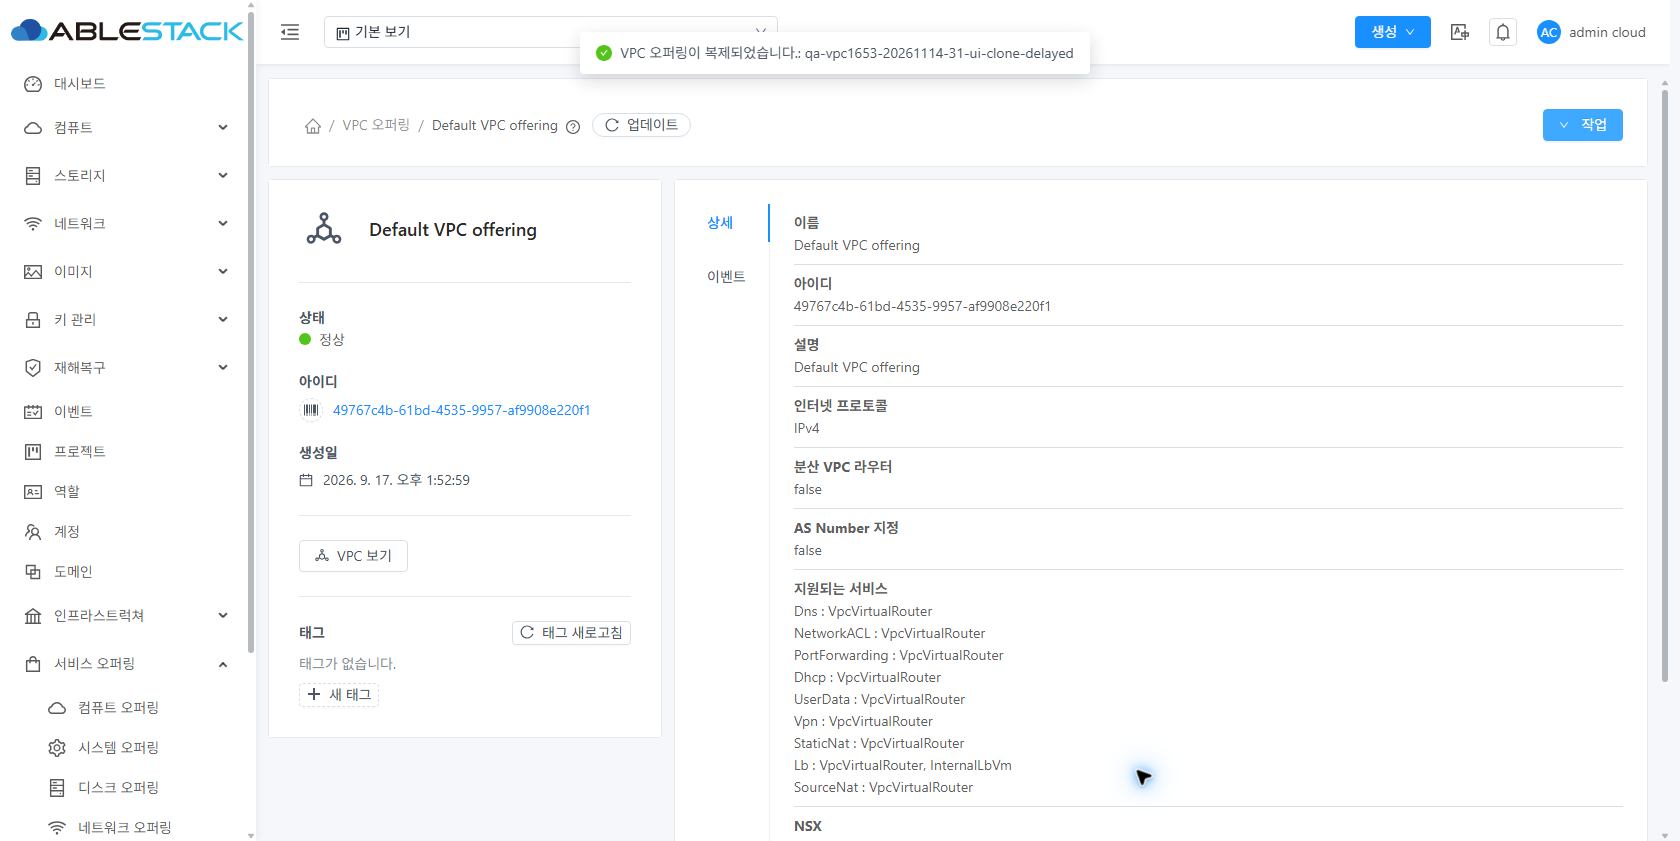 ABLESTACK
기본 보기
VPC 오퍼링이 복제되었습니다.: qa-vpc1653-20261114-31-ui-clone-delayed
생성
AC
admin cloud
대시보드
컴퓨트
스토리지
네트워크
이미지
키 관리
재해복구
이벤트
프로젝트
역할
계정
도메인
인프라스트럭쳐
서비스 오퍼링
컴퓨트 오퍼링
시스템 오퍼링
디스크 오퍼링
네트워크 오퍼링
/ VPC 오퍼링 / Default VPC offering
업데이트
작업
Default VPC offering
상태
정상
아이디
49767c4b-61bd-4535-9957-af9908e220f1
생성일
2026. 9. 17. 오후 1:52:59
VPC 보기
태그
태그 새로고침
태그가 없습니다.
새 태그
상세
이벤트
이름
Default VPC offering
아이디
49767c4b-61bd-4535-9957-af9908e220f1
설명
Default VPC offering
인터넷 프로토콜
IPv4
분산 VPC 라우터
false
AS Number 지정
false
지원되는 서비스
Dns : VpcVirtualRouter
NetworkACL : VpcVirtualRouter
PortForwarding : VpcVirtualRouter
Dhcp : VpcVirtualRouter
UserData : VpcVirtualRouter
Vpn : VpcVirtualRouter
StaticNat : VpcVirtualRouter
Lb : VpcVirtualRouter, InternalLbVm
SourceNat : VpcVirtualRouter
NSX